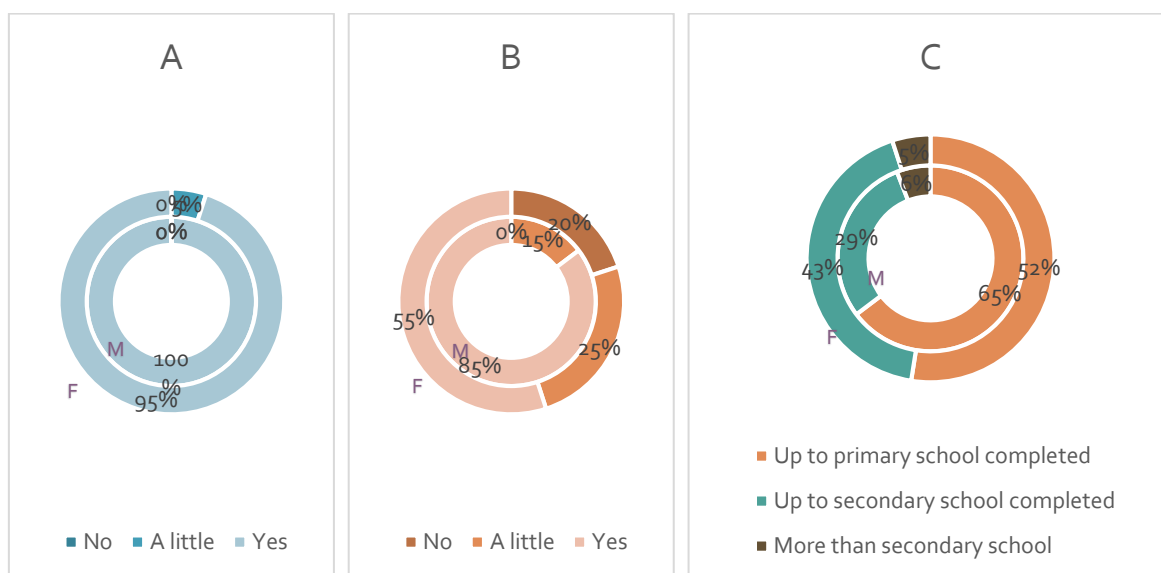 A
0% 5%
0%
M
100
%
F
95%
No A little Yes
B
20%
0% 15%
55%
25%
M
85%
F
No A little Yes
C
5%
6%
29%
43%
52%
M
65%
F
Up to primary school completed
Up to secondary school completed
More than secondary school